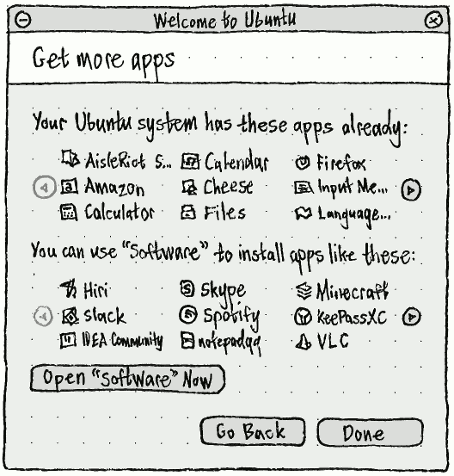 Welcome to Ubuntu
Get more apps
Your Ubuntu system has these apps already:
AisleRiot S... Calendar Firefox
Amazon Cheese Input Me...
Calculator Files Language...
You can use "Software" to install apps like these:
Hiri Skype Minecraft
slack Spotify KeePassXC
IDEA Community notepadqq VLC
Open "Software" Now
Go Back Done